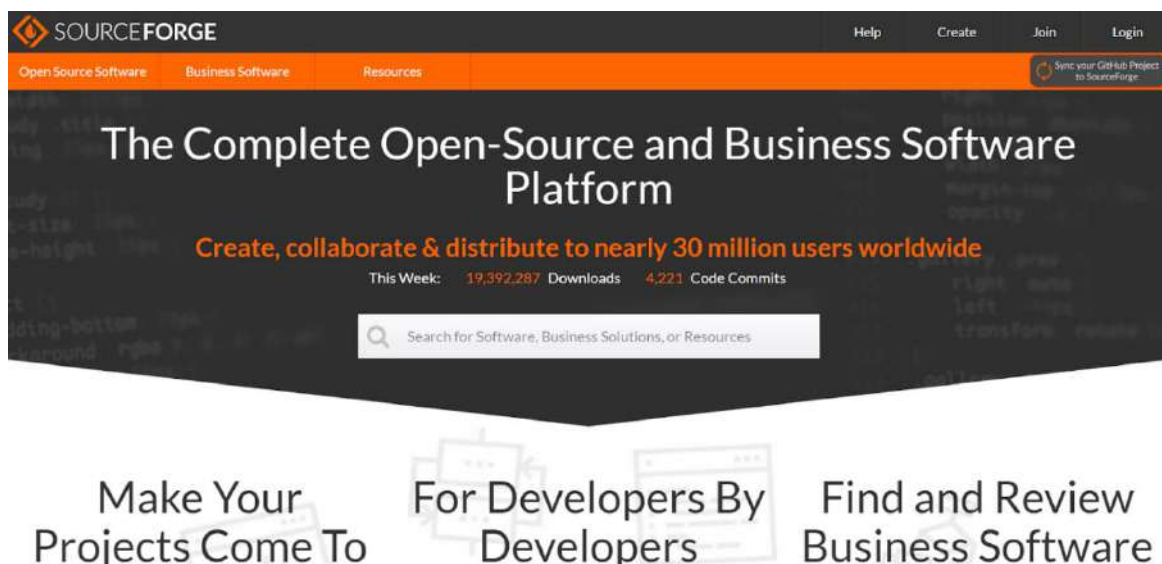 SOURCEFORGE
Help Create Join Login
Open Source Software Business Software Resources
Sync your GitHub Project
to SourceForge
The Complete Open-Source and Business Software
Platform
Create, collaborate & distribute to nearly 30 million users worldwide
This Week: 19,392,287 Downloads 4,221 Code Commits
Search for Software, Business Solutions, or Resources
Make Your
Projects Come To
For Developers By
Developers
Find and Review
Business Software